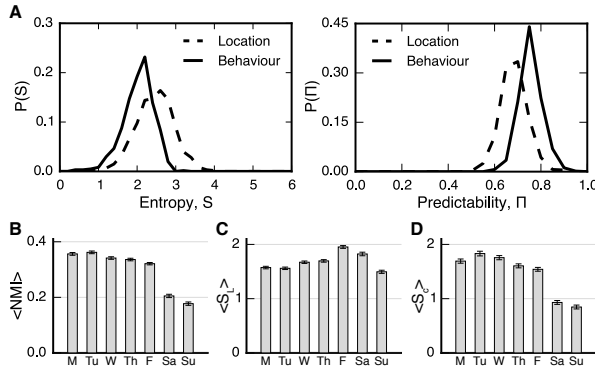 A
0.3
0.2
0.1
0.0
P(S)
Location
Behaviour
0 1 2 3 4 5 6
Entropy, S
0.45
0.30
0.15
0.00
P(Π)
Location
Behaviour
0.0 0.2 0.4 0.6 0.8 1.0
Predictability, Π
B
0.4
0.2
0.0
<NMI>
M Tu W Th F Sa Su
C
2
1
0
<S_L>
M Tu W Th F Sa Su
D
2
1
0
<S_c>
M Tu W Th F Sa Su